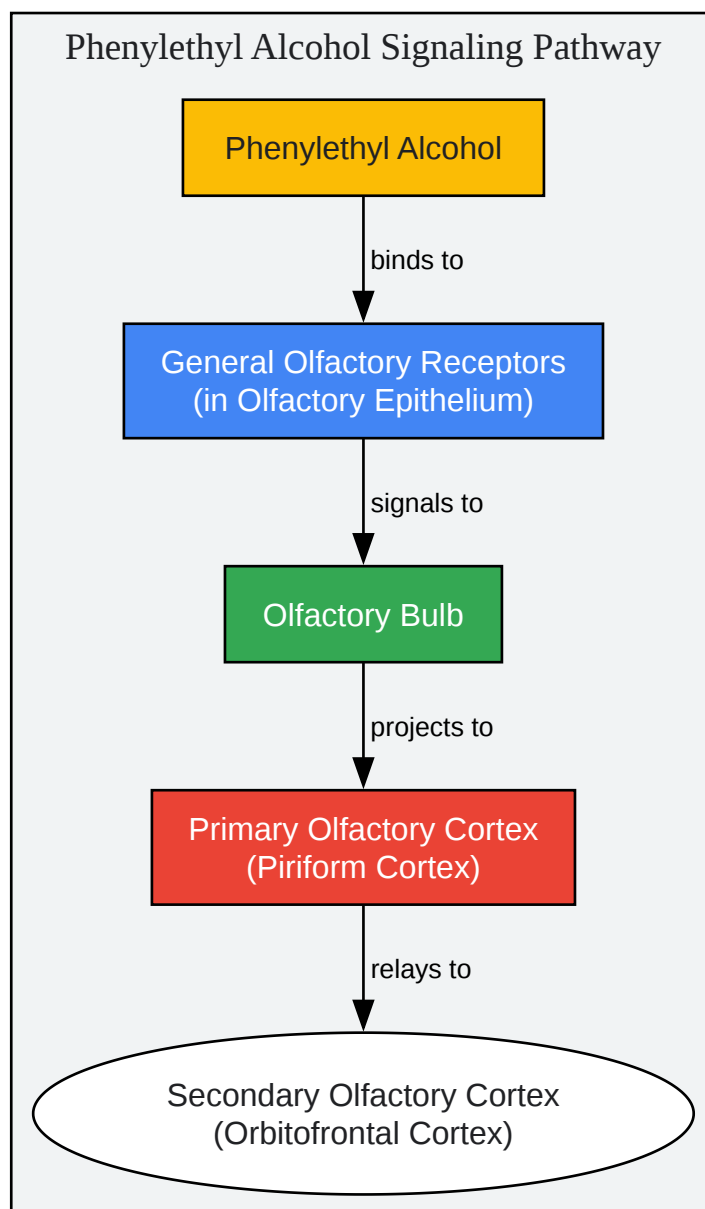 Phenylethyl Alcohol Signaling Pathway
Phenylethyl Alcohol
binds to
General Olfactory Receptors
(in Olfactory Epithelium)
signals to
Olfactory Bulb
projects to
Primary Olfactory Cortex
(Piriform Cortex)
relays to
Secondary Olfactory Cortex
(Orbitofrontal Cortex)